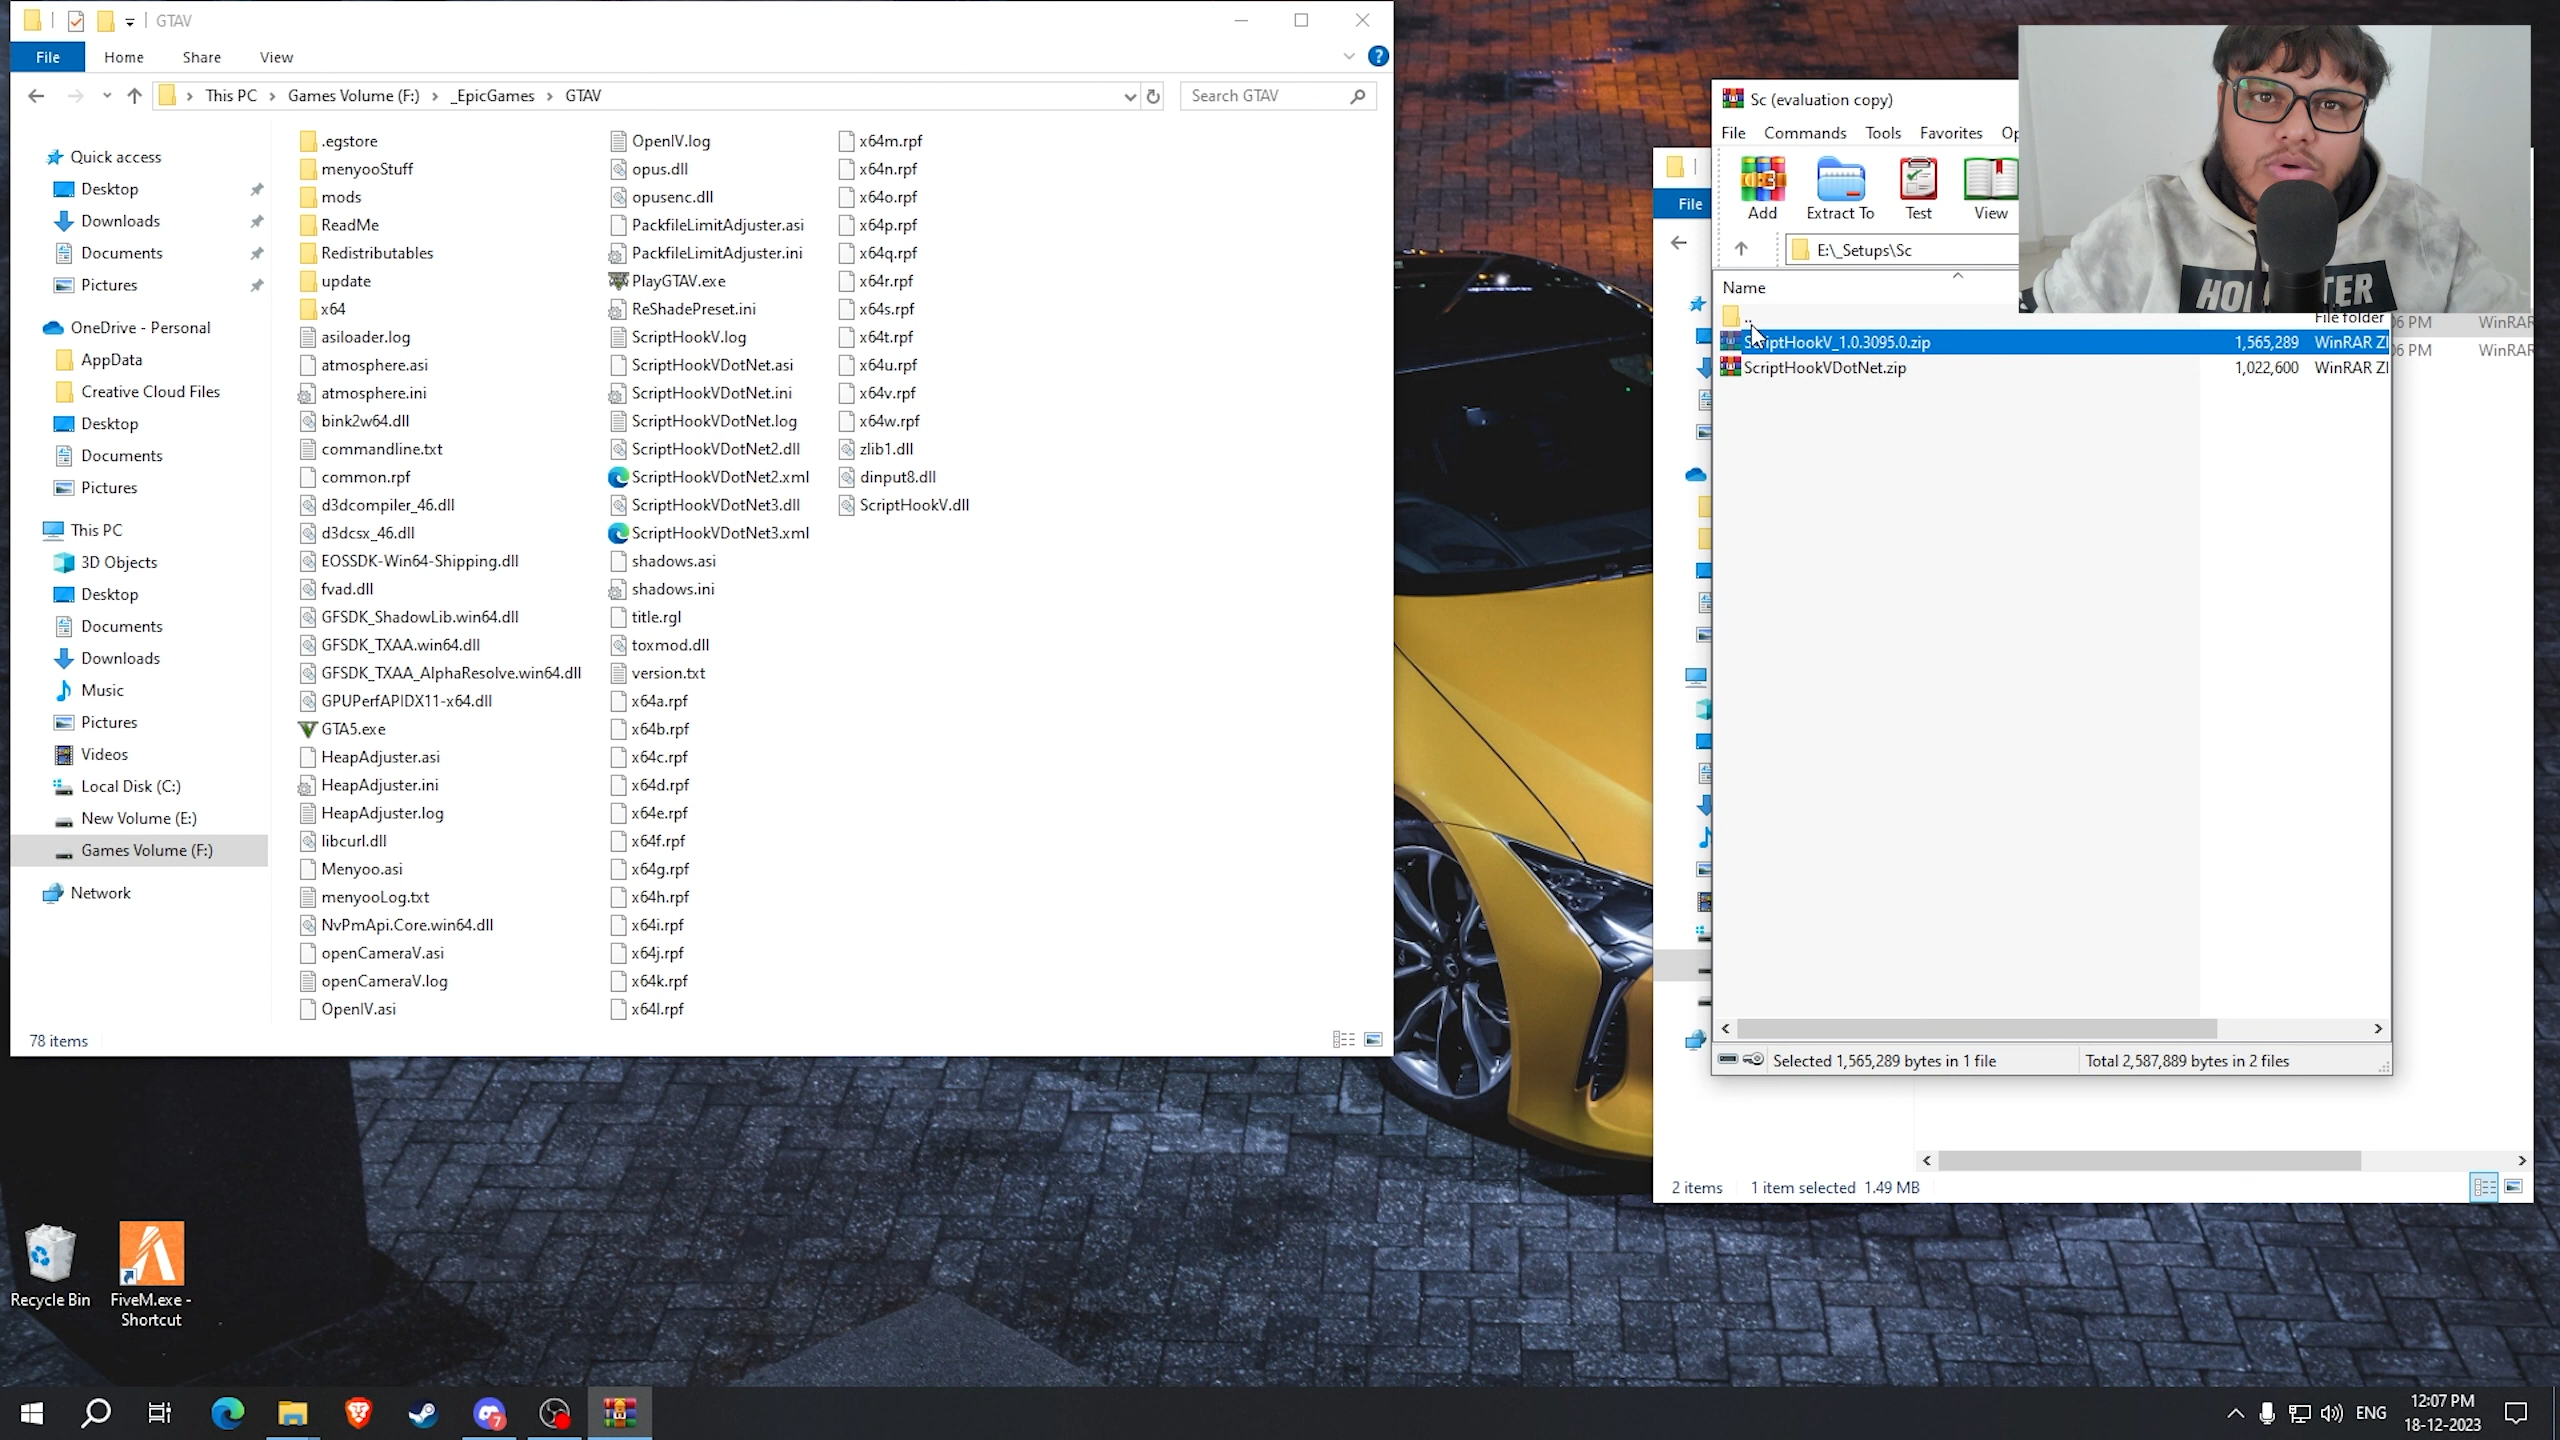 GTAV
File Home Share View
This PC Games Volume (F:) _EpicGames GTAV
Search GTAV
Quick access
Desktop
Downloads
Documents
Pictures
OneDrive - Personal
AppData
Creative Cloud Files
Desktop
Documents
Pictures
This PC
3D Objects
Desktop
Documents
Downloads
Music
Pictures
Videos
Local Disk (C:)
New Volume (E:)
Games Volume (F:)
Network
.egstore
menyooStuff
mods
ReadMe
Redistributables
update
x64
asiloader.log
atmosphere.asi
atmosphere.ini
bink2w64.dll
commandline.txt
common.rpf
d3dcompiler_46.dll
d3dcsx_46.dll
EOSSDK-Win64-Shipping.dll
fvad.dll
GFSDK_ShadowLib.win64.dll
GFSDK_TXAA.win64.dll
GFSDK_TXAA_AlphaResolve.win64.dll
GPUPerfAPIDX11-x64.dll
GTA5.exe
HeapAdjuster.asi
HeapAdjuster.ini
HeapAdjuster.log
libcurl.dll
Menyoo.asi
menyooLog.txt
NvPmApi.Core.win64.dll
openCameraV.asi
openCameraV.log
OpenIV.asi
OpenIV.log
opus.dll
opusenc.dll
PackfileLimitAdjuster.asi
PackfileLimitAdjuster.ini
PlayGTAV.exe
ReShadePreset.ini
ScriptHookV.log
ScriptHookVDotNet.asi
ScriptHookVDotNet.ini
ScriptHookVDotNet.log
ScriptHookVDotNet2.dll
ScriptHookVDotNet2.xml
ScriptHookVDotNet3.dll
ScriptHookVDotNet3.xml
shadows.asi
shadows.ini
title.rgl
toxmod.dll
version.txt
x64a.rpf
x64b.rpf
x64c.rpf
x64d.rpf
x64e.rpf
x64f.rpf
x64g.rpf
x64h.rpf
x64i.rpf
x64j.rpf
x64k.rpf
x64l.rpf
x64m.rpf
x64n.rpf
x64o.rpf
x64p.rpf
x64q.rpf
x64r.rpf
x64s.rpf
x64t.rpf
x64u.rpf
x64v.rpf
x64w.rpf
zlib1.dll
dinput8.dll
ScriptHookV.dll
78 items
Sc (evaluation copy)
File Commands Tools Favorites Op
Add Extract To Test View
File
E:\_Setups\Sc
Name
..
File folder
ScriptHookV_1.0.3095.0.zip 1,565,289 WinRAR ZI
ScriptHookVDotNet.zip 1,022,600 WinRAR ZI
06 PM WinRAR
06 PM WinRAR
Selected 1,565,289 bytes in 1 file
Total 2,587,889 bytes in 2 files
2 items 1 item selected 1.49 MB
Recycle Bin
FiveM.exe -
Shortcut
7
ENG
12:07 PM
18-12-2023